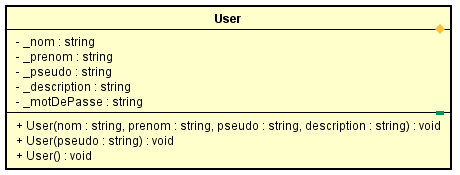 User
- _nom : string
- _prenom : string
- _pseudo : string
- _description : string
- _motDePasse : string
+ User(nom : string, prenom : string, pseudo : string, description : string) : void
+ User(pseudo : string) : void
+ User() : void